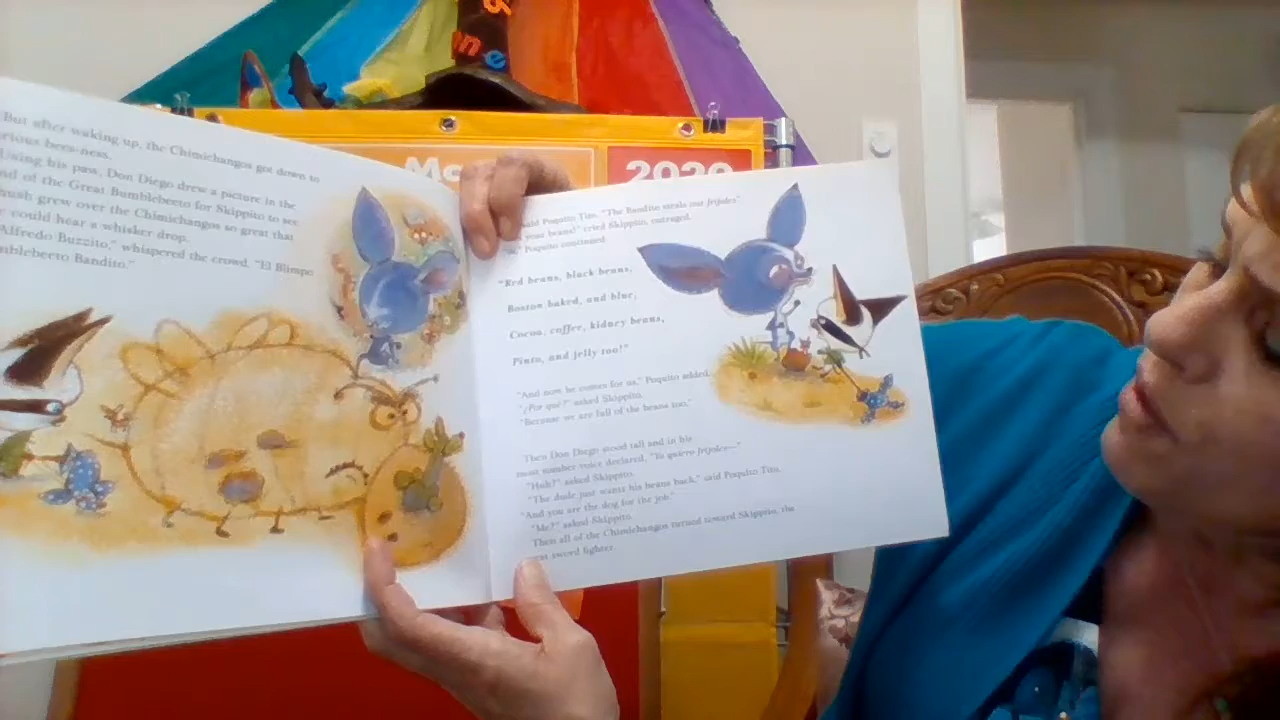 But after waking up, the Chimichangos got down to
bees-ness.
Using his paw, Don Diego drew a picture in the
of the Great Bumblebeeto for Skippito to see.
hush grew over the Chimichangos so great that
could hear a whisker drop.
Alfredo Buzzito," whispered the crowd. "El Blimpo
Bumblebeeto Bandito."
said Poquito Tito. "The Bandito steals our frijoles"
your beans!" cried Skippito, outraged.
Poquito continued.
"Red beans, black beans,
Boston baked, and blue,
Cocoa, coffee, kidney beans,
Pinto, and jelly too!"
"And now he comes for us," Poquito added.
"¿Por qué?" asked Skippito.
"Because we are full of the beans too."
Then Don Diego stood tall and in his
most somber voice declared, "Yo quiero frijoles—"
"Huh?" asked Skippito.
"The dude just wants his beans back," said Poquito Tito.
"And you are the dog for the job."
"Me?" asked Skippito.
Then all of the Chimichangos turned toward Skippito, the
great sword fighter.
2020